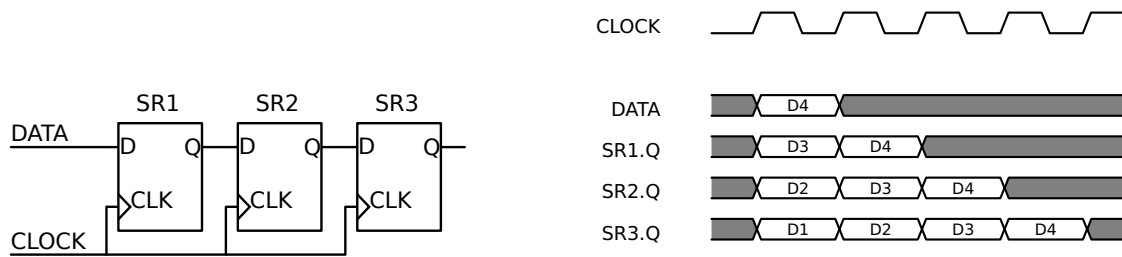 SR1 SR2 SR3
DATA D Q D Q D Q
CLK CLK CLK
CLOCK
CLOCK
DATA D4
SR1.Q D3 D4
SR2.Q D2 D3 D4
SR3.Q D1 D2 D3 D4